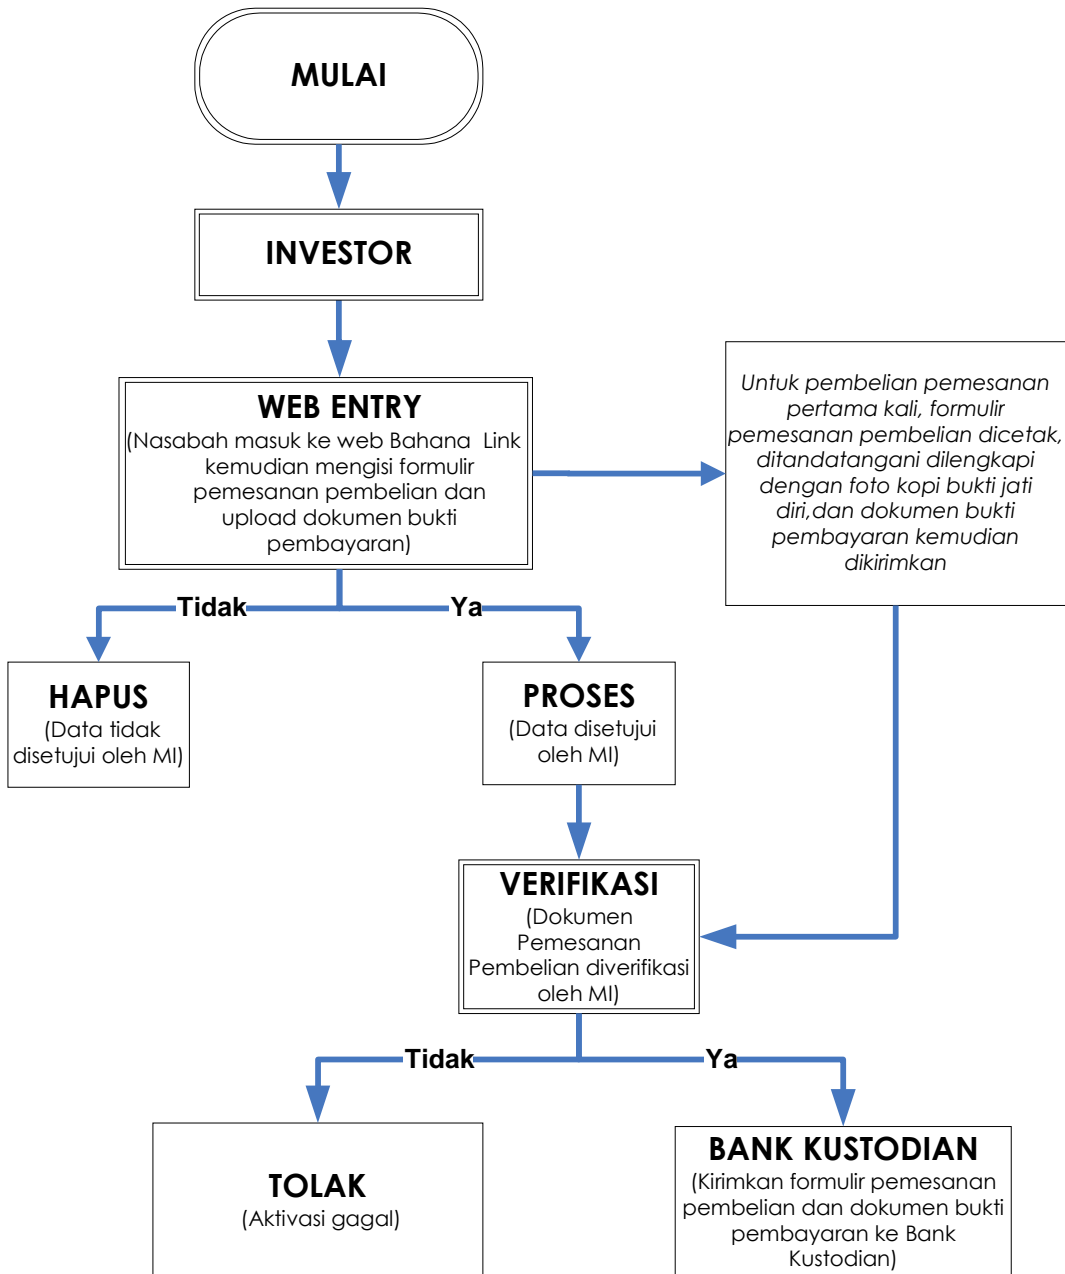 MULAI
INVESTOR
WEB ENTRY
(Nasabah masuk ke web Bahana  Link
kemudian mengisi formulir
pemesanan pembelian dan
upload dokumen bukti
pembayaran)
Untuk pembelian pemesanan
pertama kali, formulir
pemesanan pembelian dicetak,
ditandatangani dilengkapi
dengan foto kopi bukti jati
diri,dan dokumen bukti
pembayaran kemudian
dikirimkan
Tidak
Ya
HAPUS
(Data tidak
disetujui oleh MI)
PROSES
(Data disetujui
oleh MI)
VERIFIKASI
(Dokumen
Pemesanan
Pembelian diverifikasi
oleh MI)
Tidak
Ya
TOLAK
(Aktivasi gagal)
BANK KUSTODIAN
(Kirimkan formulir pemesanan
pembelian dan dokumen bukti
pembayaran ke Bank
Kustodian)